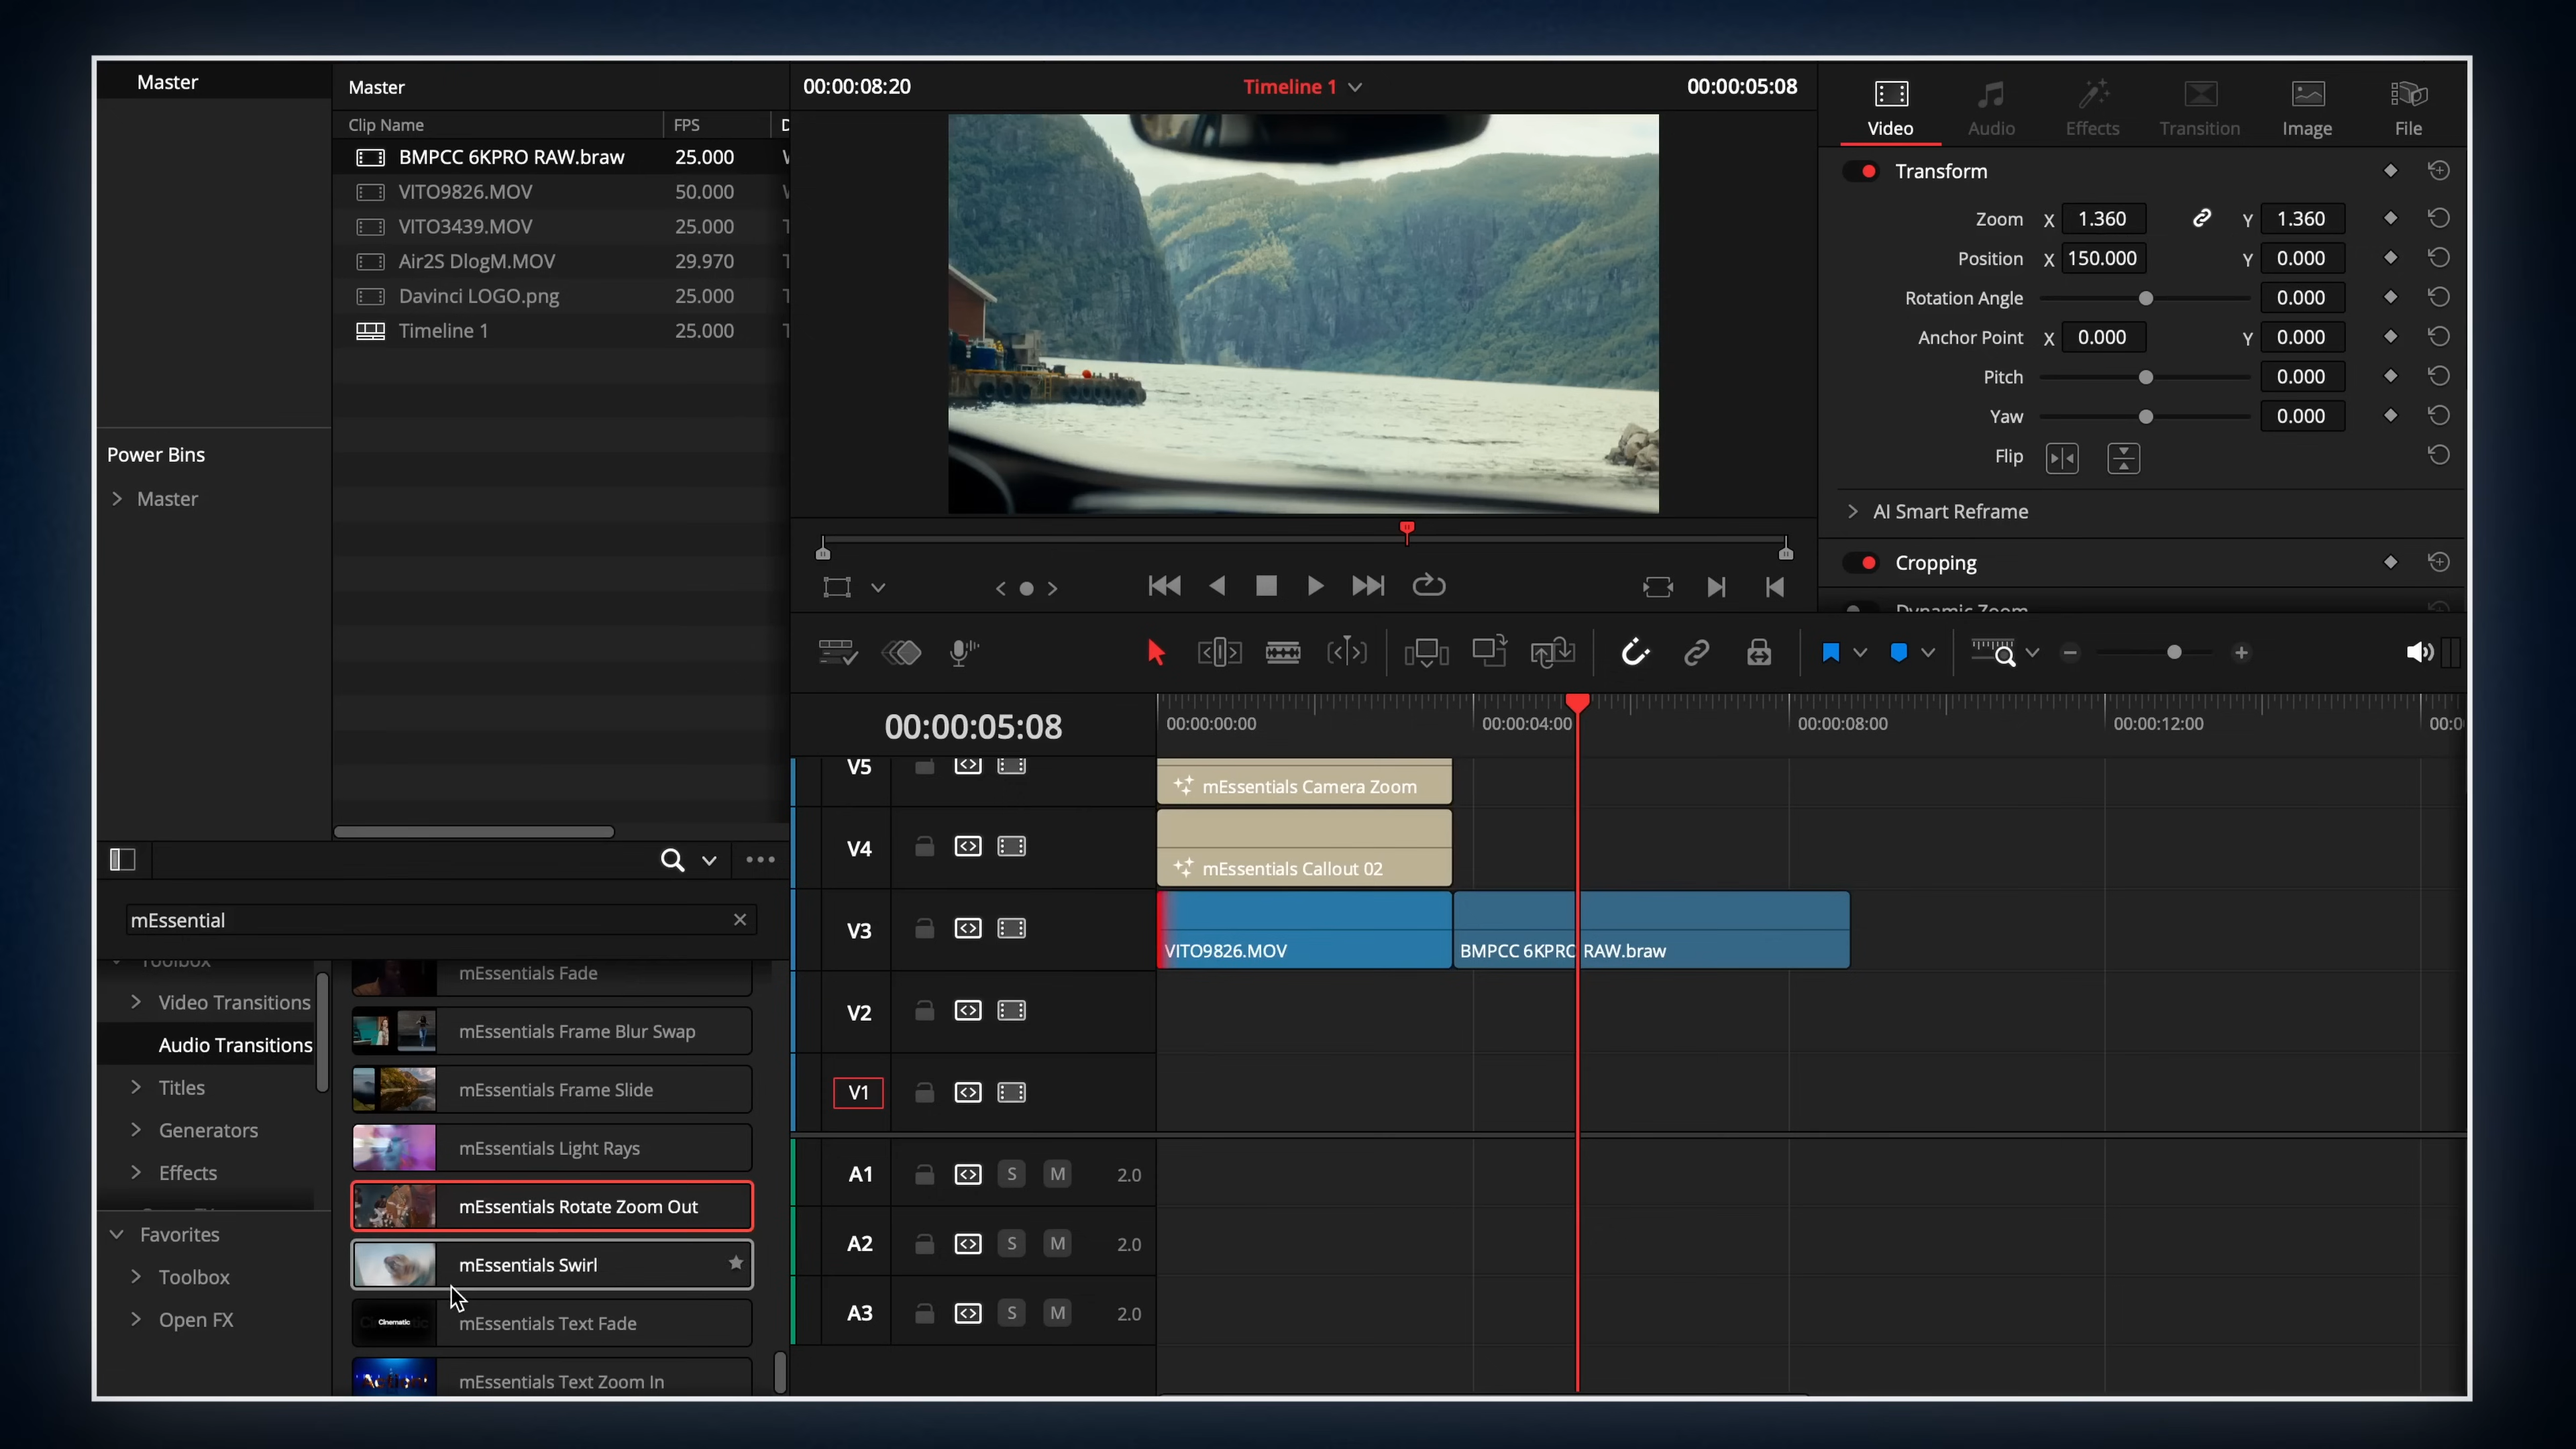 Master
Power Bins
Master
Master
Clip Name FPS
BMPCC 6KPRO RAW.braw 25.000
VITO9826.MOV 50.000
VITO3439.MOV 25.000
Air2S DlogM.MOV 29.970
Davinci LOGO.png 25.000
Timeline 1 25.000
mEssential
Toolbox
Video Transitions
Audio Transitions
Titles
Generators
Effects
Favorites
Toolbox
Open FX
mEssentials Fade
mEssentials Frame Blur Swap
mEssentials Frame Slide
mEssentials Light Rays
mEssentials Rotate Zoom Out
mEssentials Swirl
Cinematic
mEssentials Text Fade
mEssentials Text Zoom In
00:00:08:20 Timeline 1 00:00:05:08
Video Audio Effects Transition Image File
Transform
Zoom X 1.360 Y 1.360
Position X 150.000 Y 0.000
Rotation Angle 0.000
Anchor Point X 0.000 Y 0.000
Pitch 0.000
Yaw 0.000
Flip
AI Smart Reframe
Cropping
Dynamic Zoom
00:00:05:08
00:00:00:00 00:00:04:00 00:00:08:00 00:00:12:00
V5 mEssentials Camera Zoom
V4 mEssentials Callout 02
V3 VITO9826.MOV BMPCC 6KPRO RAW.braw
V2
V1
A1 S M 2.0
A2 S M 2.0
A3 S M 2.0